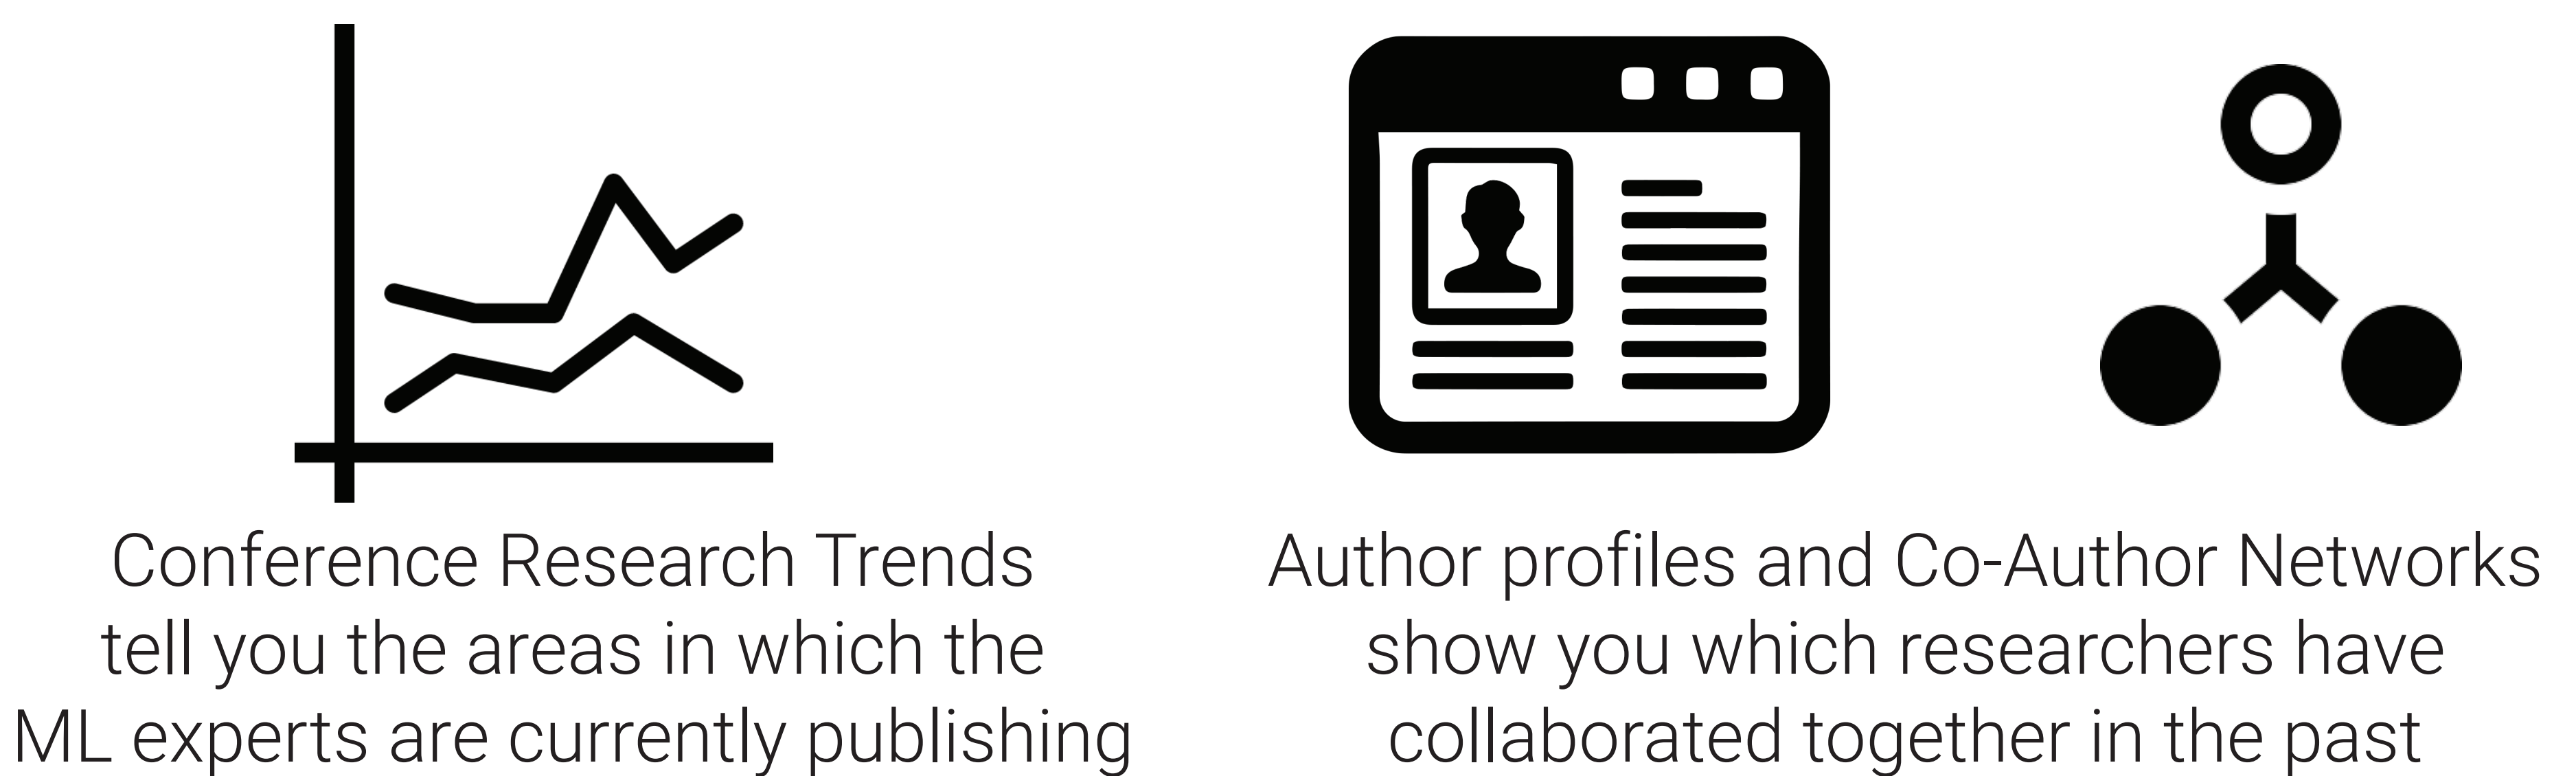 Conference Research Trends
tell you the areas in which the
ML experts are currently publishing
Author profiles and Co-Author Networks
show you which researchers have
collaborated together in the past